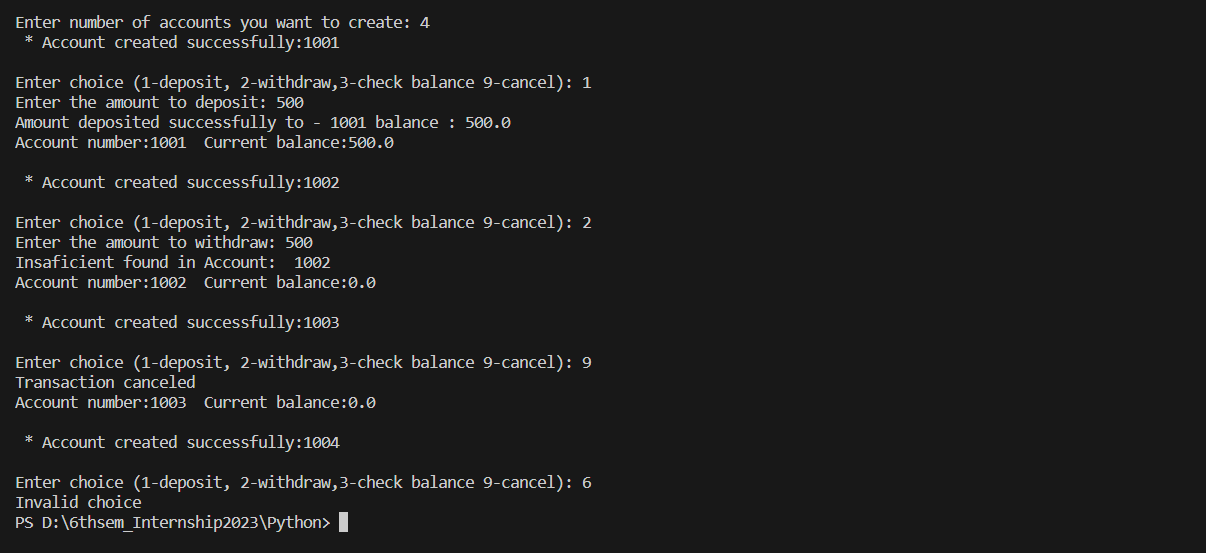 Enter number of accounts you want to create: 4
 * Account created successfully:1001
Enter choice (1-deposit, 2-withdraw,3-check balance 9-cancel): 1
Enter the amount to deposit: 500
Amount deposited successfully to - 1001 balance : 500.0
Account number:1001  Current balance:500.0
 * Account created successfully:1002
Enter choice (1-deposit, 2-withdraw,3-check balance 9-cancel): 2
Enter the amount to withdraw: 500
Insaficient found in Account:  1002
Account number:1002  Current balance:0.0
 * Account created successfully:1003
Enter choice (1-deposit, 2-withdraw,3-check balance 9-cancel): 9
Transaction canceled
Account number:1003  Current balance:0.0
 * Account created successfully:1004
Enter choice (1-deposit, 2-withdraw,3-check balance 9-cancel): 6
Invalid choice
PS D:\6thsem_Internship2023\Python>